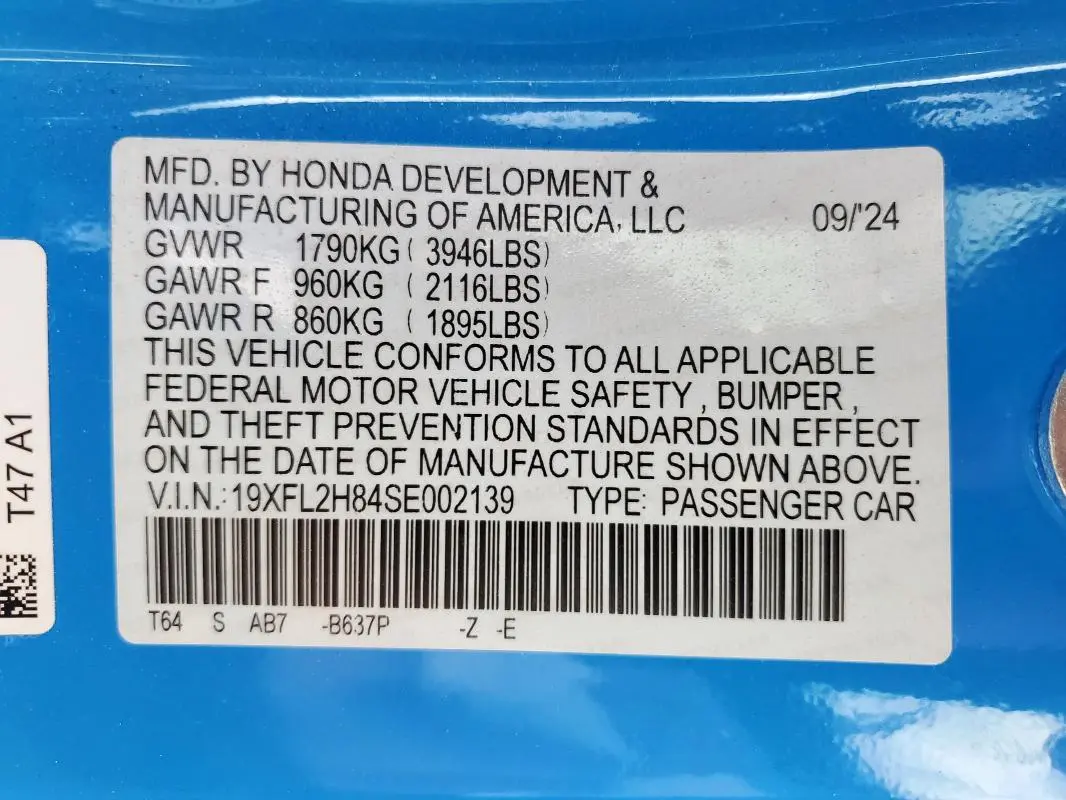 MFD. BY HONDA DEVELOPMENT &
MANUFACTURING OF AMERICA, LLC 09/'24
GVWR 1790KG ( 3946LBS)
GAWR F 960KG ( 2116LBS)
GAWR R 860KG ( 1895LBS)
THIS VEHICLE CONFORMS TO ALL APPLICABLE
FEDERAL MOTOR VEHICLE SAFETY , BUMPER ,
AND THEFT PREVENTION STANDARDS IN EFFECT
ON THE DATE OF MANUFACTURE SHOWN ABOVE.
V.I.N.:19XFL2H84SE002139 TYPE: PASSENGER CAR
T64 S AB7 -B637P -Z -E
T47 A1